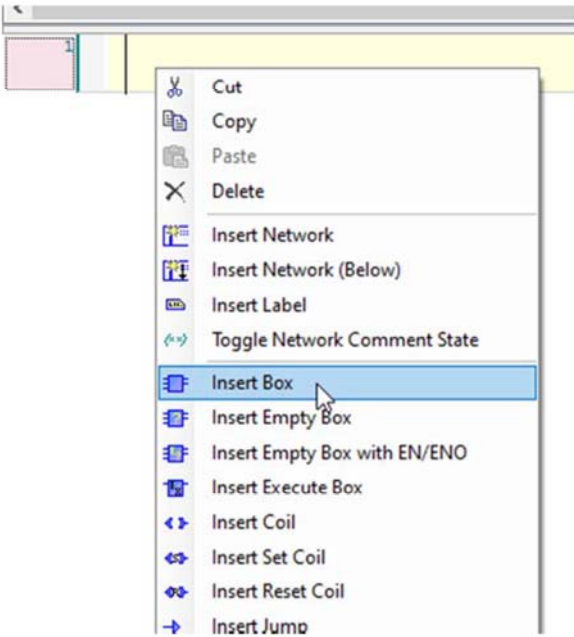 1
Cut
Copy
Paste
Delete
Insert Network
Insert Network (Below)
Insert Label
Toggle Network Comment State
Insert Box
Insert Empty Box
Insert Empty Box with EN/ENO
Insert Execute Box
Insert Coil
Insert Set Coil
Insert Reset Coil
Insert Jump